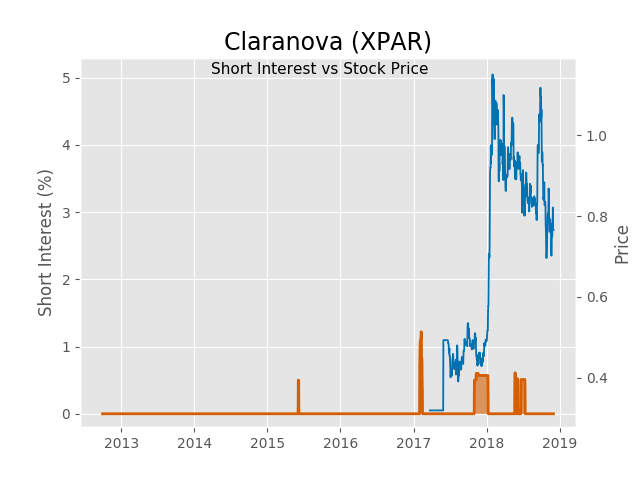 Claranova (XPAR)
Short Interest vs Stock Price
Short Interest (%)
5
4
3
2
1
0
1.0
0.8
0.6
0.4
Price
2013 2014 2015 2016 2017 2018 2019